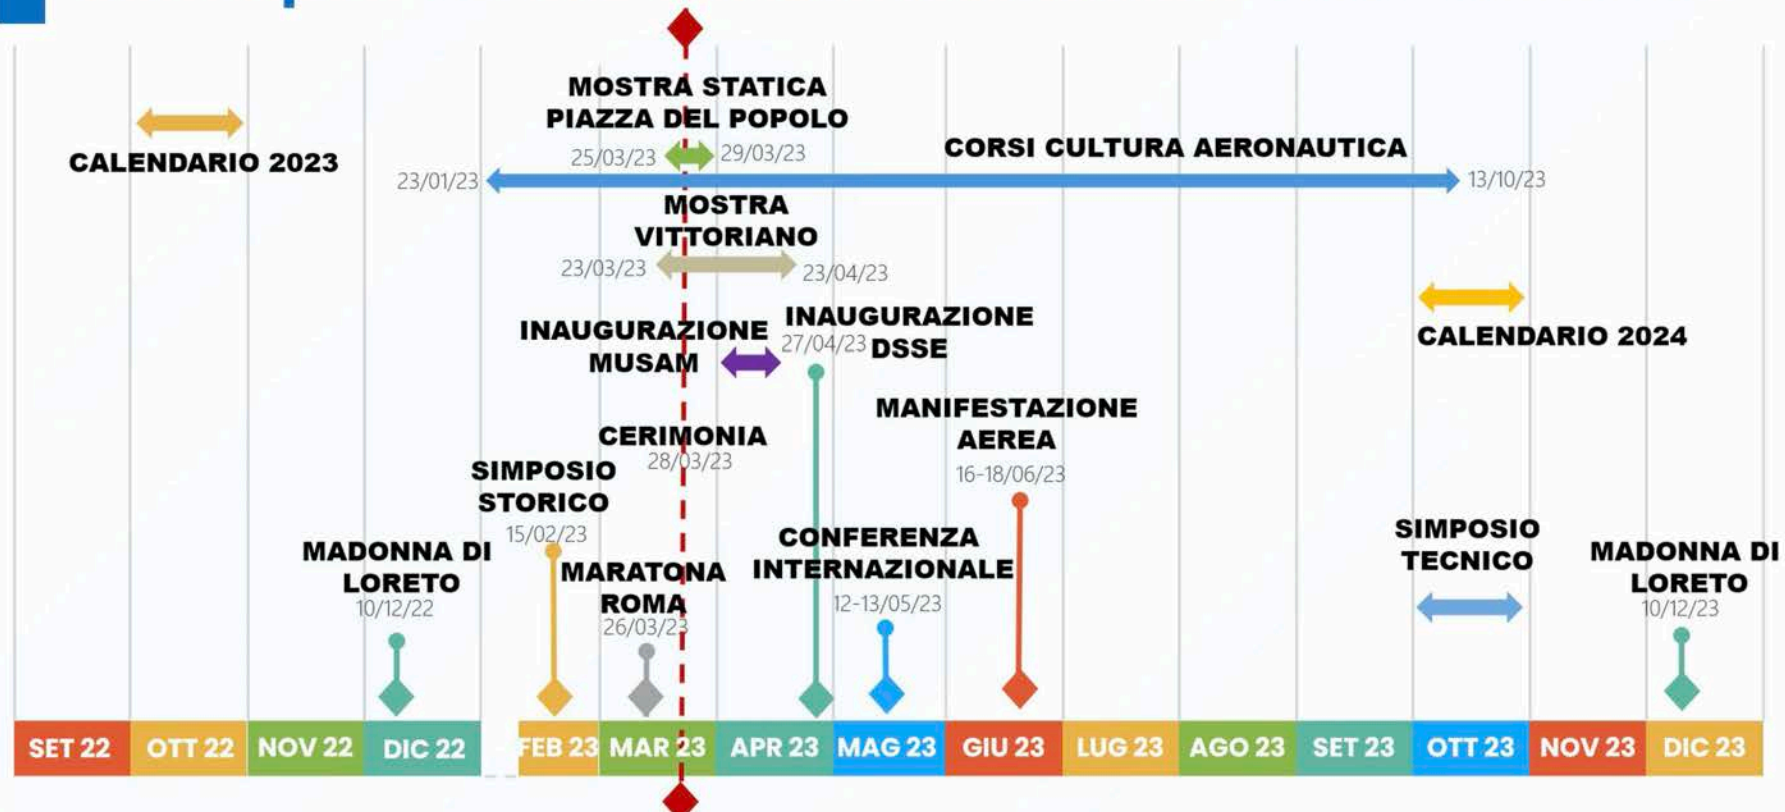 MOSTRA STATICA
PIAZZA DEL POPOLO
25/03/23
29/03/23
CALENDARIO 2023
CORSI CULTURA AERONAUTICA
23/01/23
13/10/23
MOSTRA
VITTORIANO
23/03/23
23/04/23
INAUGURAZIONE
MUSAM
INAUGURAZIONE
27/04/23 DSSE
CALENDARIO 2024
MANIFESTAZIONE
AEREA
16-18/06/23
CERIMONIA
28/03/23
SIMPOSIO
STORICO
15/02/23
MADONNA DI
LORETO
10/12/22
MARATONA
ROMA
26/03/23
CONFERENZA
INTERNAZIONALE
12-13/05/23
SIMPOSIO
TECNICO
MADONNA DI
LORETO
10/12/23
SET 22 OTT 22 NOV 22 DIC 22 FEB 23 MAR 23 APR 23 MAG 23 GIU 23 LUG 23 AGO 23 SET 23 OTT 23 NOV 23 DIC 23